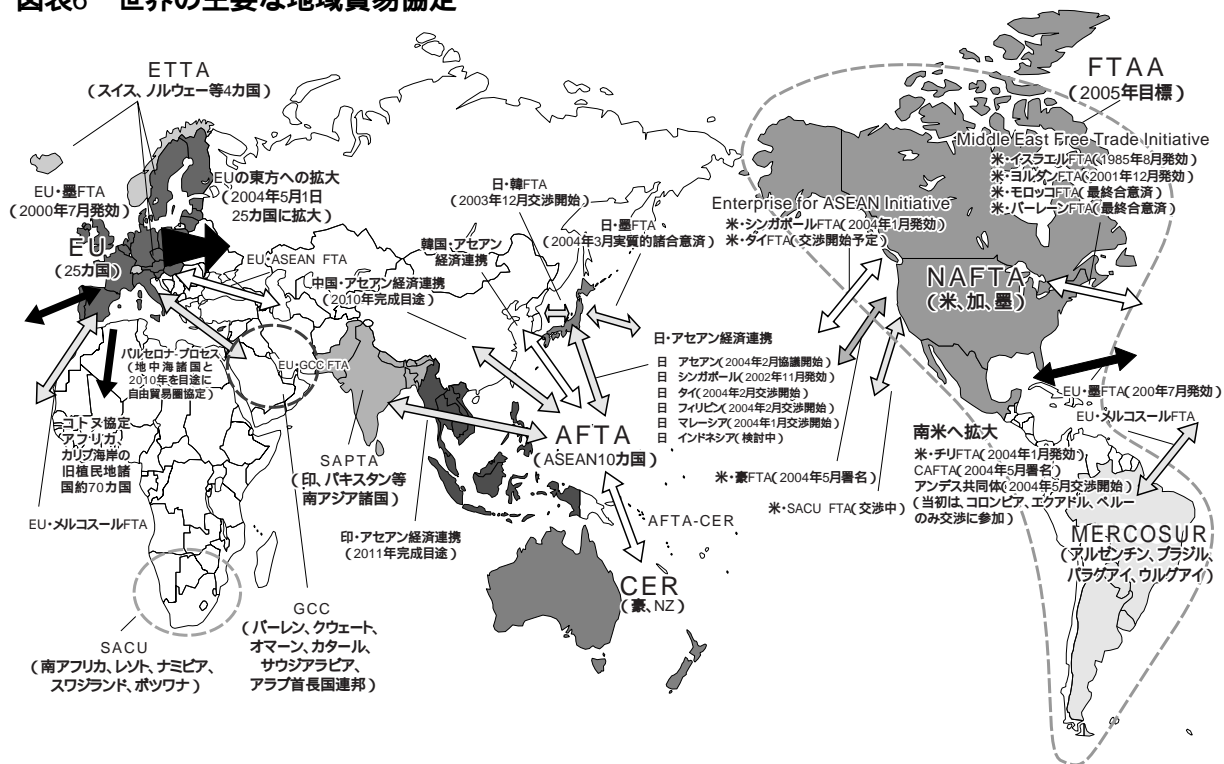 図表6 世界の主要な地域貿易協定
ETTA
(スイス、ノルウェー等4カ国)
EU・墨FTA
(2000年7月発効)
EUの東方への拡大
(2004年5月1日
25カ国に拡大)
EU
(25カ国)
EU・ASEAN FTA
中国・アセアン経済連携
(2010年完成目途)
韓国・アセアン
経済連携
日・韓FTA
(2003年12月交渉開始)
日・墨FTA
(2004年3月実質的諸合意済)
バルセロナ・プロセス
(地中海諸国と
2010年を目途に
自由貿易圏協定)
EU・GCC FTA
コトヌ協定
アフリカ、
カリブ海岸の
旧植民地諸
国約70カ国
EU・メルコスールFTA
SAPTA
(印、パキスタン等
南アジア諸国)
印・アセアン経済連携
(2011年完成目途)
SACU
(南アフリカ、レソト、ナミビア、
スワジランド、ボツワナ)
GCC
(バーレン、クウェート、
オマーン、カタール、
サウジアラビア、
アラブ首長国連邦)
AFTA
(ASEAN10カ国)
AFTA-CER
CER
(豪、NZ)
日・アセアン経済連携
日 アセアン(2004年2月協議開始)
日 シンガポール(2002年11月発効)
日 タイ(2004年2月交渉開始)
日 フィリピン(2004年2月交渉開始)
日 マレーシア(2004年1月交渉開始)
日 インドネシア(検討中)
Enterprise for ASEAN Initiative
米・シンガポールFTA(2004年1月発効)
米・タイFTA(交渉開始予定)
米・豪FTA(2004年5月署名)
米・SACU FTA(交渉中)
FTAA
(2005年目標)
Middle East Free Trade Initiative
米・イスラエルFTA(1985年8月発効)
米・ヨルダンFTA(2001年12月発効)
米・モロッコFTA(最終合意済)
米・バーレーンFTA(最終合意済)
NAFTA
(米、加、墨)
EU・墨FTA(200年7月発効)
EU・メルコスールFTA
南米へ拡大
米・チリFTA(2004年1月発効)
CAFTA(2004年5月署名)
アンデス共同体(2004年5月交渉開始)
(当初は、コロンビア、エクアドル、ペルー
のみ交渉に参加)
MERCOSUR
(アルゼンチン、ブラジル、
パラグアイ、ウルグアイ)